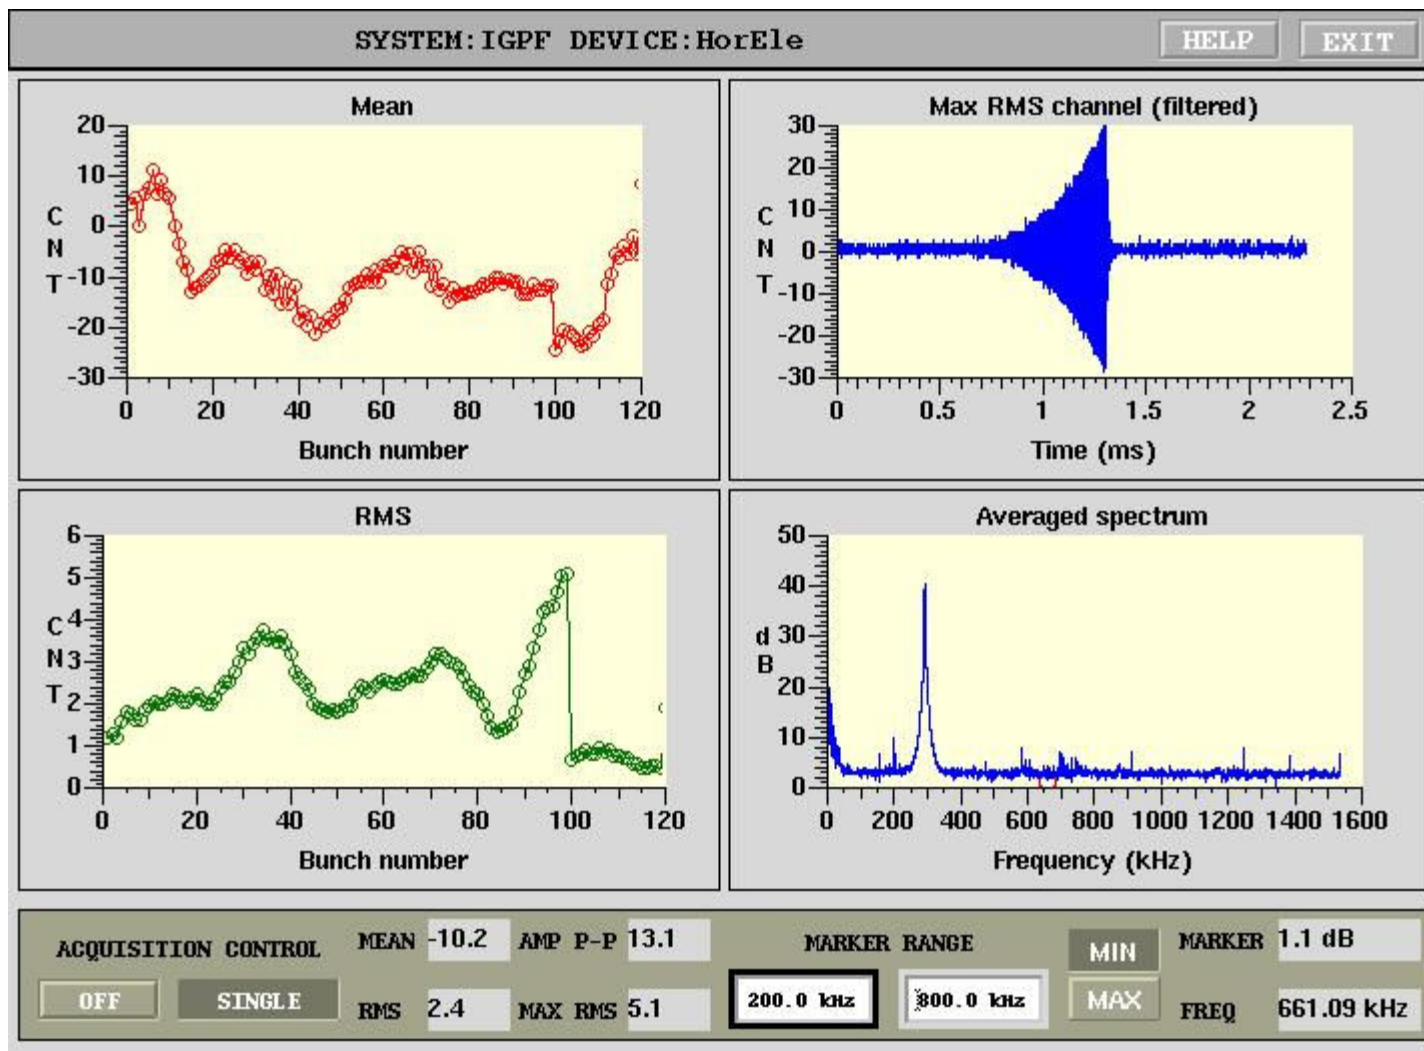 SYSTEM:IGPF DEVICE:HorEle HELP EXIT
Mean
20
10
0
-10
-20
-30
C
N
T
0 20 40 60 80 100 120
Bunch number
Max RMS channel (filtered)
30
20
10
0
-10
-20
-30
C
N
T
0 0.5 1 1.5 2 2.5
Time (ms)
RMS
6
5
4
3
2
1
0
C
N
T
0 20 40 60 80 100 120
Bunch number
Averaged spectrum
50
40
30
20
10
0
d
B
0 200 400 600 800 1000 1200 1400 1600
Frequency (kHz)
ACQUISITION CONTROL
OFF SINGLE
MEAN -10.2 AMP P-P 13.1
RMS 2.4 MAX RMS 5.1
MARKER RANGE
200.0 kHz 800.0 kHz
MIN
MAX
MARKER 1.1 dB
FREQ 661.09 kHz